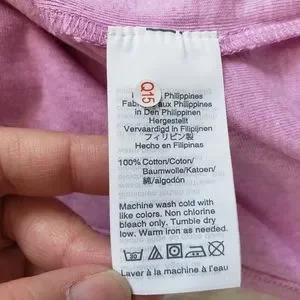 Q15
Philippines
Fab aux Philippines
in Den Philippinen
Hergestellt
Vervaardigd in Filipijnen
フィリピン製
Hecho en Filipinas
100% Cotton/Coton/
Baumwolle/Katoen/
綿/algodón
Machine wash cold with
like colors. Non chlorine
bleach only. Tumble dry
low. Warm iron as needed.
30
Laver à la machine à l'eau